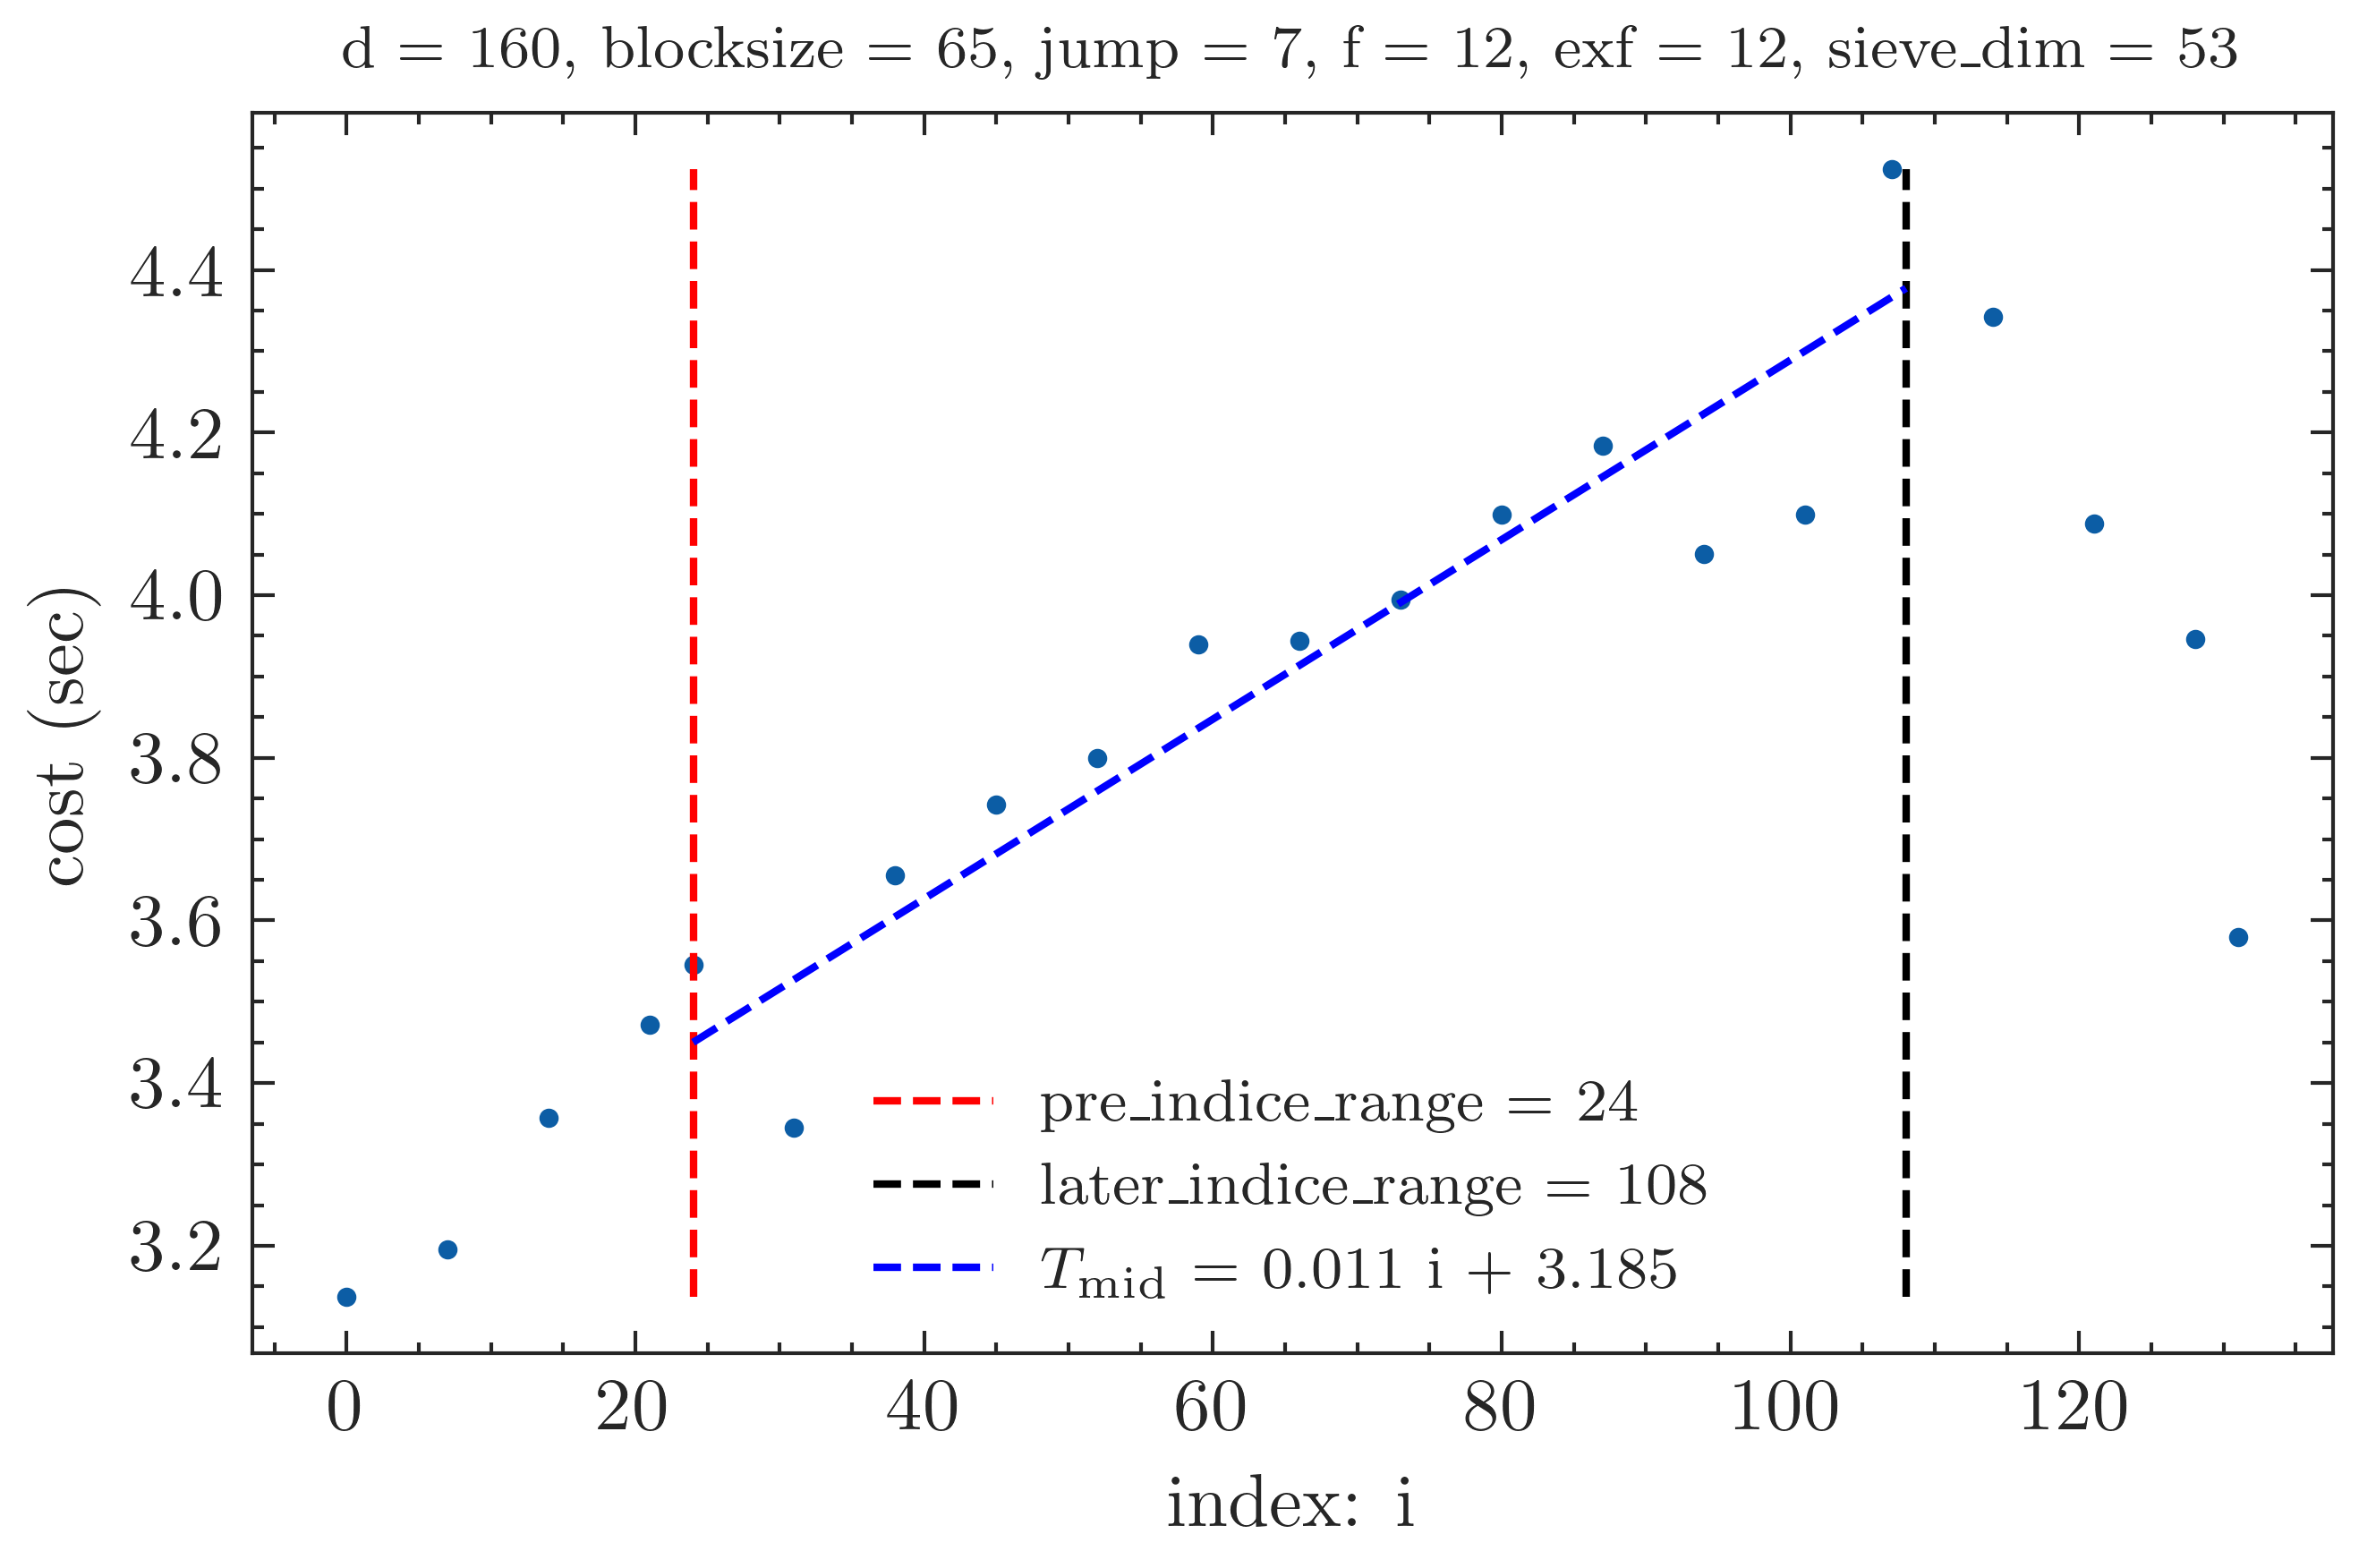 d = 160, blocksize = 65, jump = 7, f = 12, exf = 12, sieve_dim = 53
4.4
4.2
4.0
3.8
3.6
3.4
3.2
cost (sec)
pre_indice_range = 24
later_indice_range = 108
T_mid = 0.011 i + 3.185
0 20 40 60 80 100 120
index: i